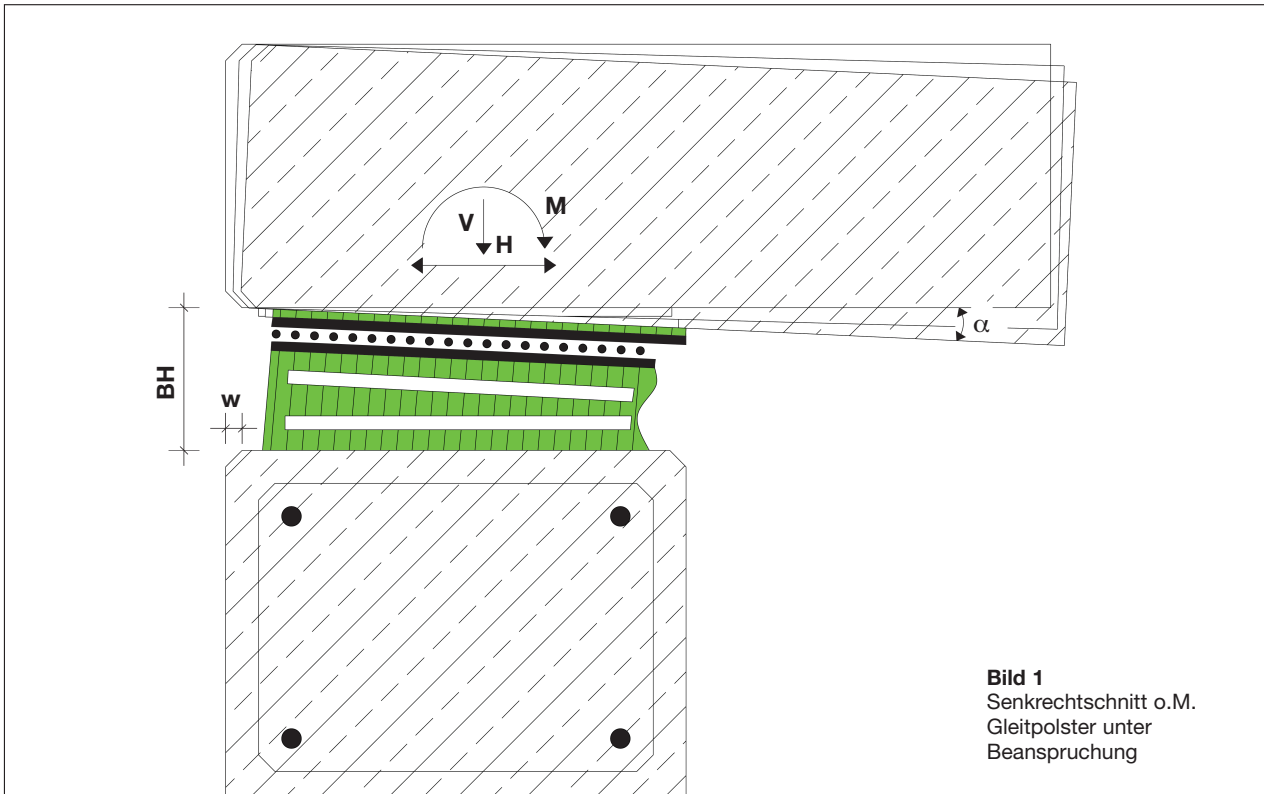 M
V
H
α
BH
w
Bild 1
Senkrechtschnitt o.M.
Gleitpolster unter
Beanspruchung